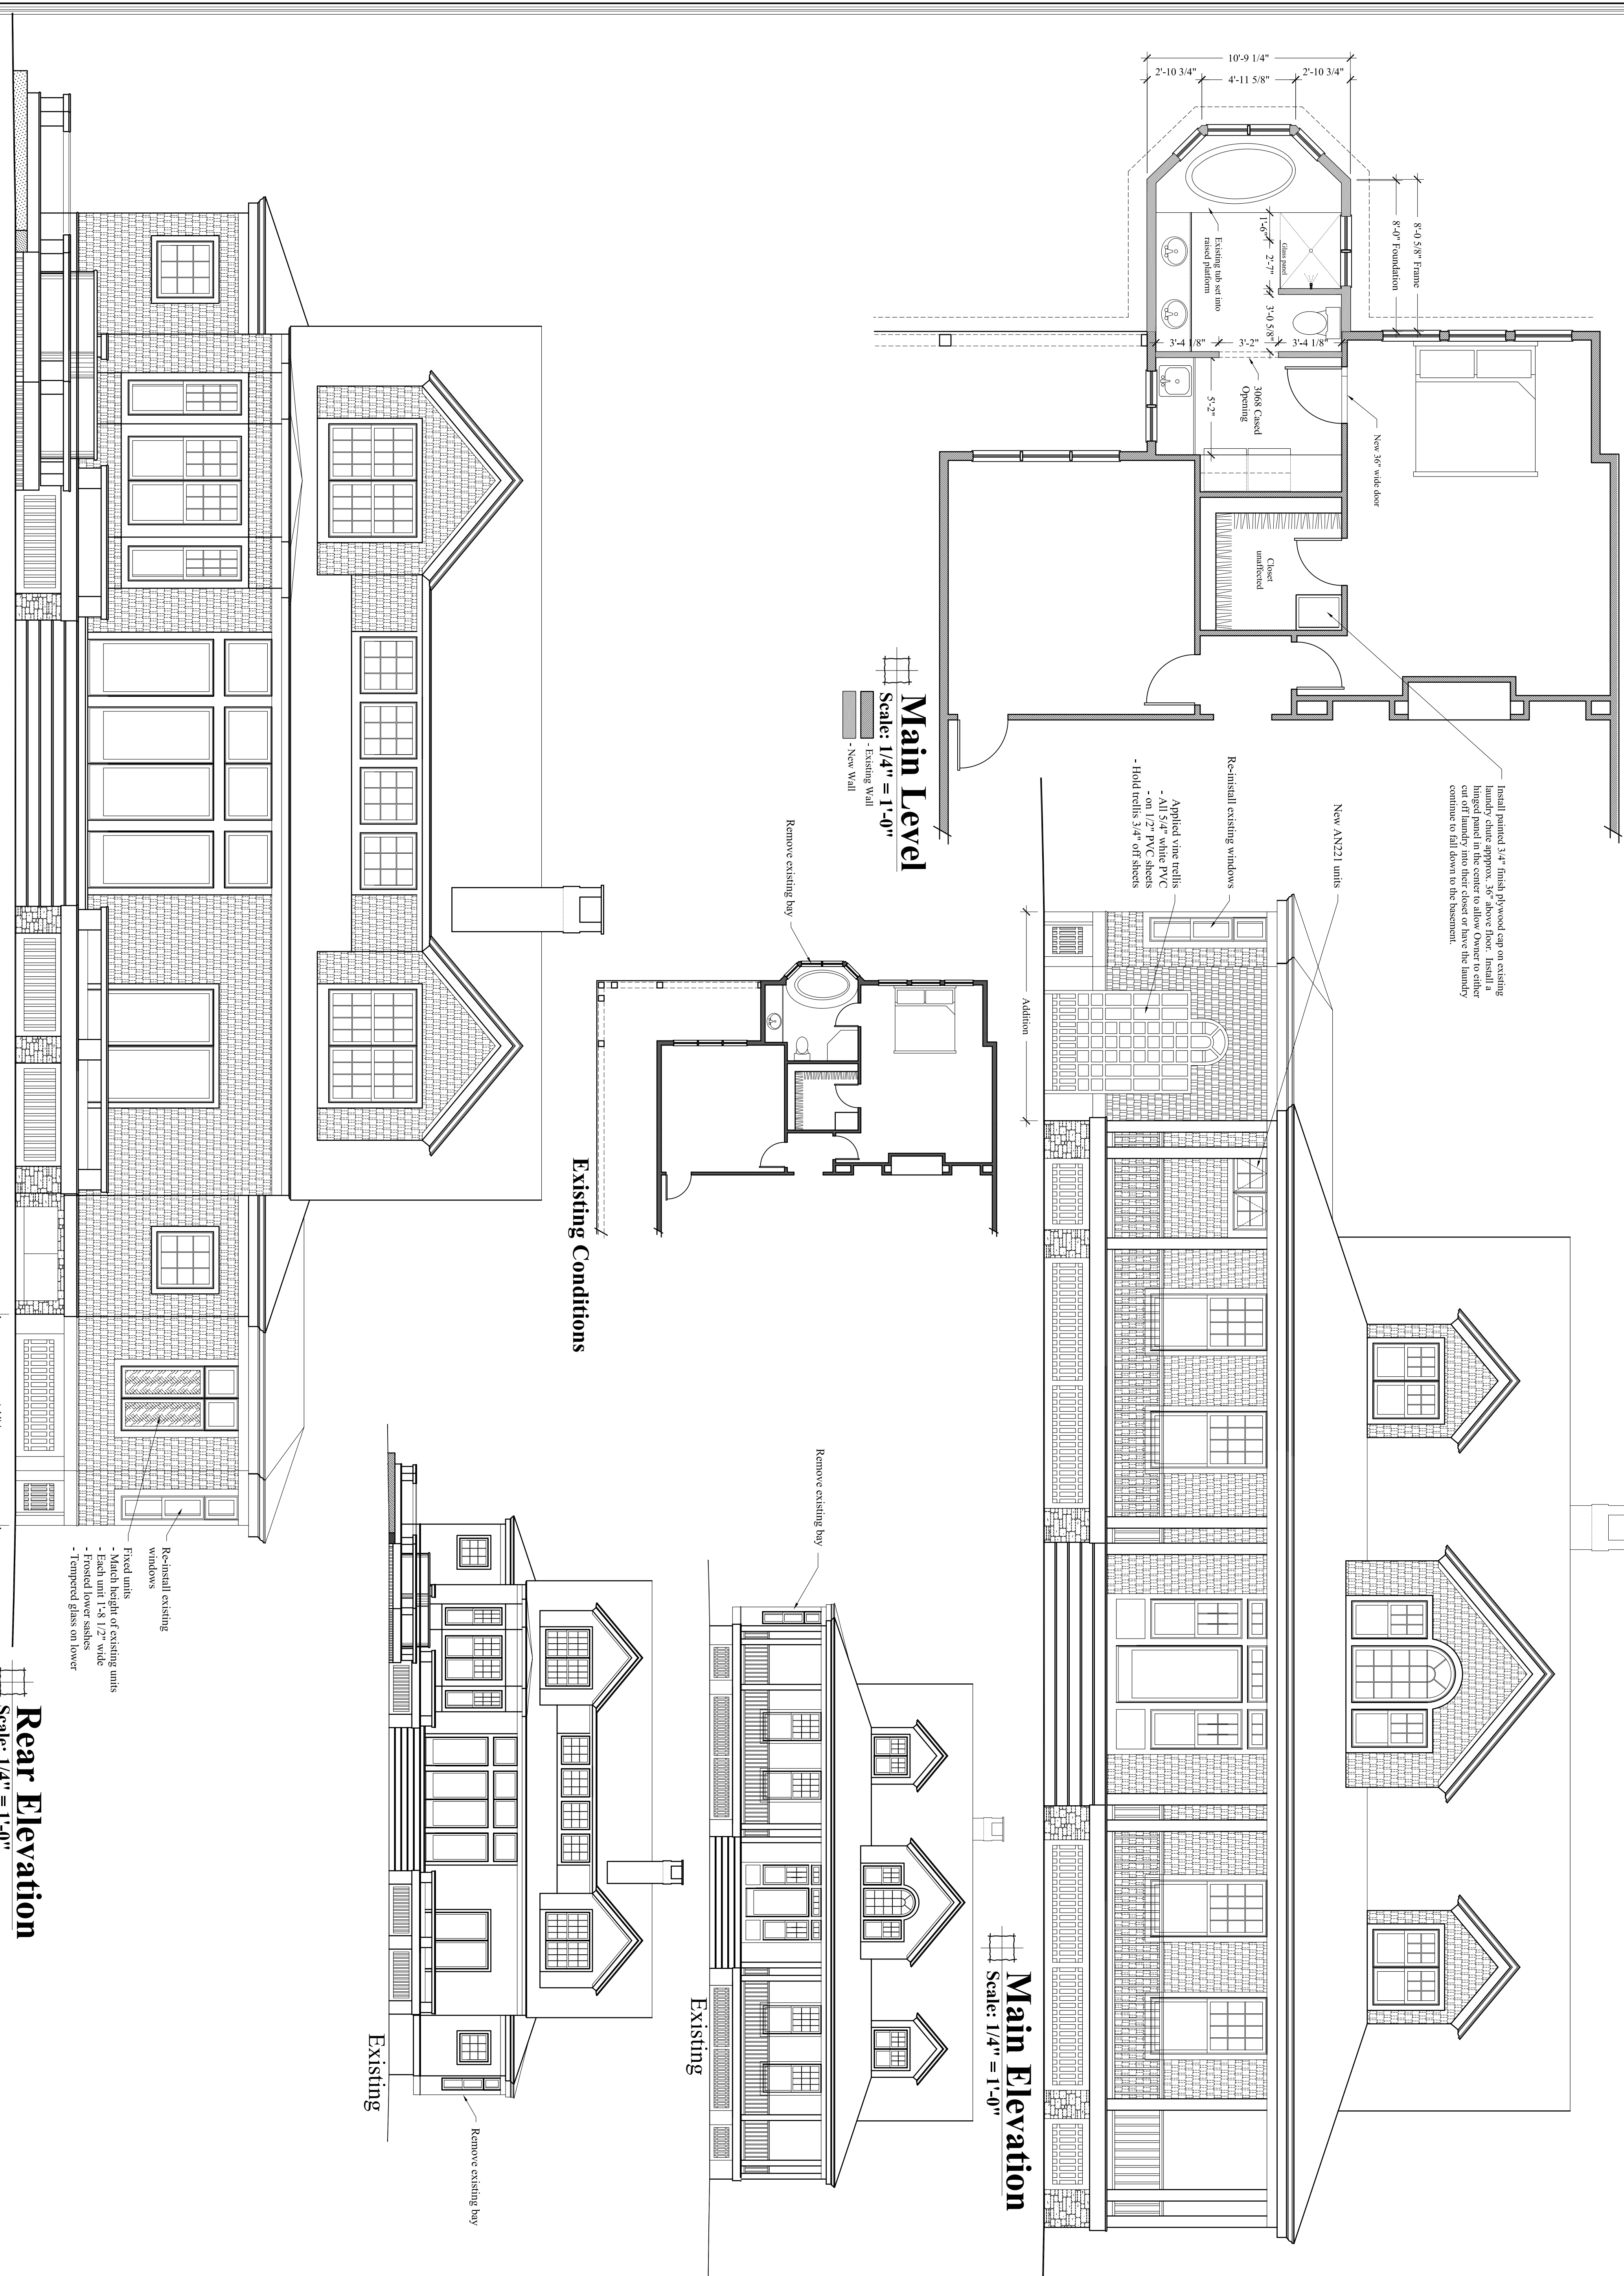 10'-9 1/4"
2'-10 3/4"
4'-11 5/8"
2'-10 3/4"
8'-0 5/8" Frame
8'-0" Foundation
1'-6"
2'-7"
3'-0 5/8"
Glass panel
Existing tub set into
raised platform
3'-4 1/8"
3'-2"
3'-4 1/8"
3068 Cased
Opening
5'-2"
New 36" wide door
Closet
unaffected
Install painted 3/4" finish plywood cap on existing
laundry chute apprpox. 36" above floor. Install a
hinged panel in the center to allow Owner to either
cut off laundry into their closet or have the laundry
continue to fall down to the basement.
Main Level
Scale: 1/4" = 1'-0"
- Existing Wall
- New Wall
New AN221 units
Re-inistall existing windows
Applied vine trellis
- All 5/4" white PVC
- on 1/2" PVC sheets
- Hold trellis 3/4" off sheets
Addition
Main Elevation
Scale: 1/4" = 1'-0"
Remove existing bay
Existing Conditions
Remove existing bay
Existing
Remove existing bay
Existing
Re-install existing
windows
Fixed units
- Match height of existing units
- Each unit 1'-8 1/2" wide
- Frosted lower sashes
- Tempered glass on lower
Rear Elevation
Scale: 1/4" = 1'-0"